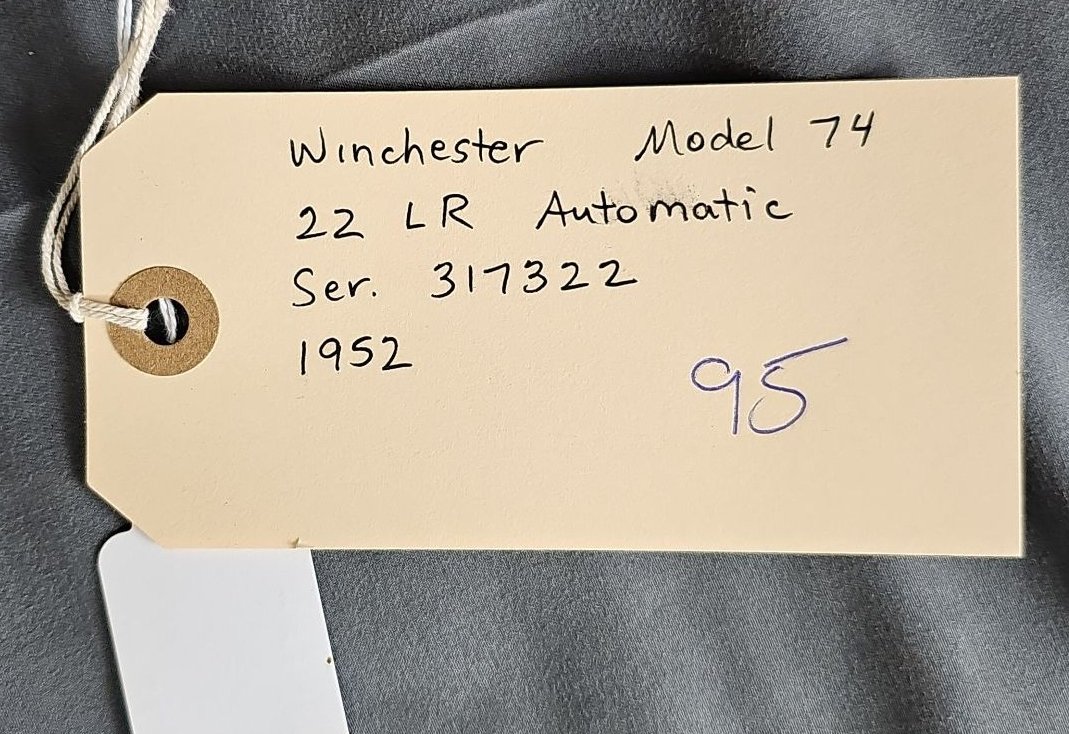 Winchester Model 74
22 LR Automatic
Ser. 317322
1952
95